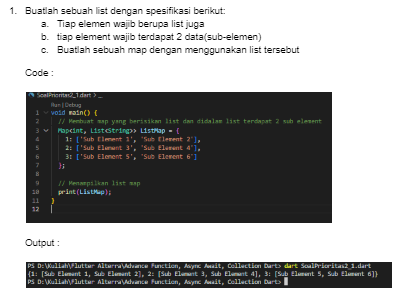 1. Buatlah sebuah list dengan spesifikasi berikut:
a. Tiap elemen wajib berupa list juga
b. tiap element wajib terdapat 2 data(sub-elemen)
c. Buatlah sebuah map dengan menggunakan list tersebut
Code :
SoalPrioritas2_1.dart > ...
Run | Debug
1 void main() {
2 // Membuat map yang berisikan list dan didalam list terdapat 2 sub element
3 Map<int, List<String>> ListMap = {
4 1: ['Sub Element 1', 'Sub Element 2'],
5 2: ['Sub Element 3', 'Sub Element 4'],
6 3: ['Sub Element 5', 'Sub Element 6']
7 };
8
9 // Menampilkan list map
10 print(ListMap);
11 }
12
Output :
PS D:\Kuliah\Flutter Alterra\Advance Function, Async Await, Collection Dart> dart SoalPrioritas2_1.dart
{1: [Sub Element 1, Sub Element 2], 2: [Sub Element 3, Sub Element 4], 3: [Sub Element 5, Sub Element 6]}
PS D:\Kuliah\Flutter Alterra\Advance Function, Async Await, Collection Dart>